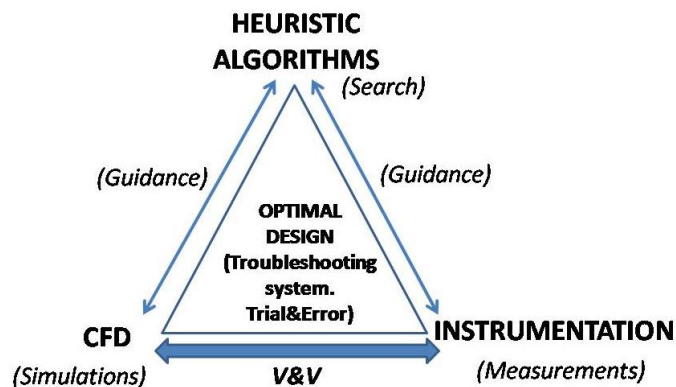 HEURISTIC
ALGORITHMS
(Search)
(Guidance)
(Guidance)
OPTIMAL
DESIGN
(Troubleshooting
system.
Trial&Error)
CFD
INSTRUMENTATION
(Simulations)
V&V
(Measurements)